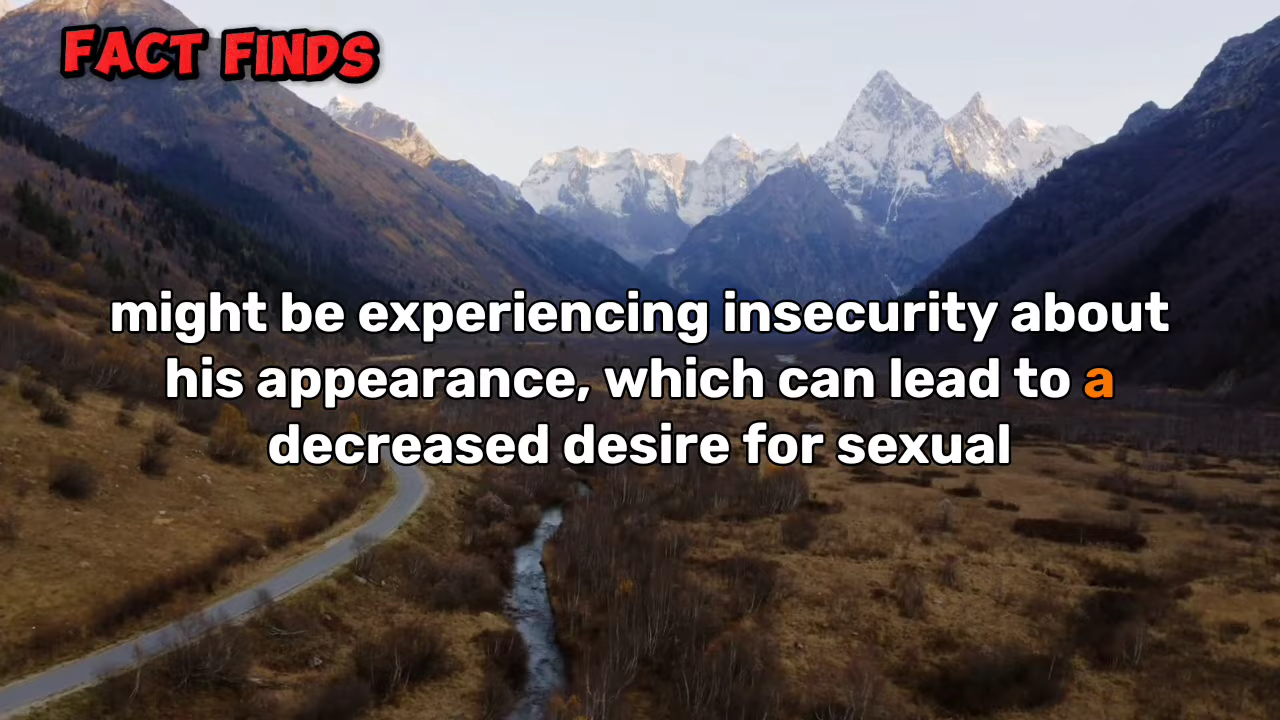 FACT FINDS
might be experiencing insecurity about
his appearance, which can lead to a
decreased desire for sexual